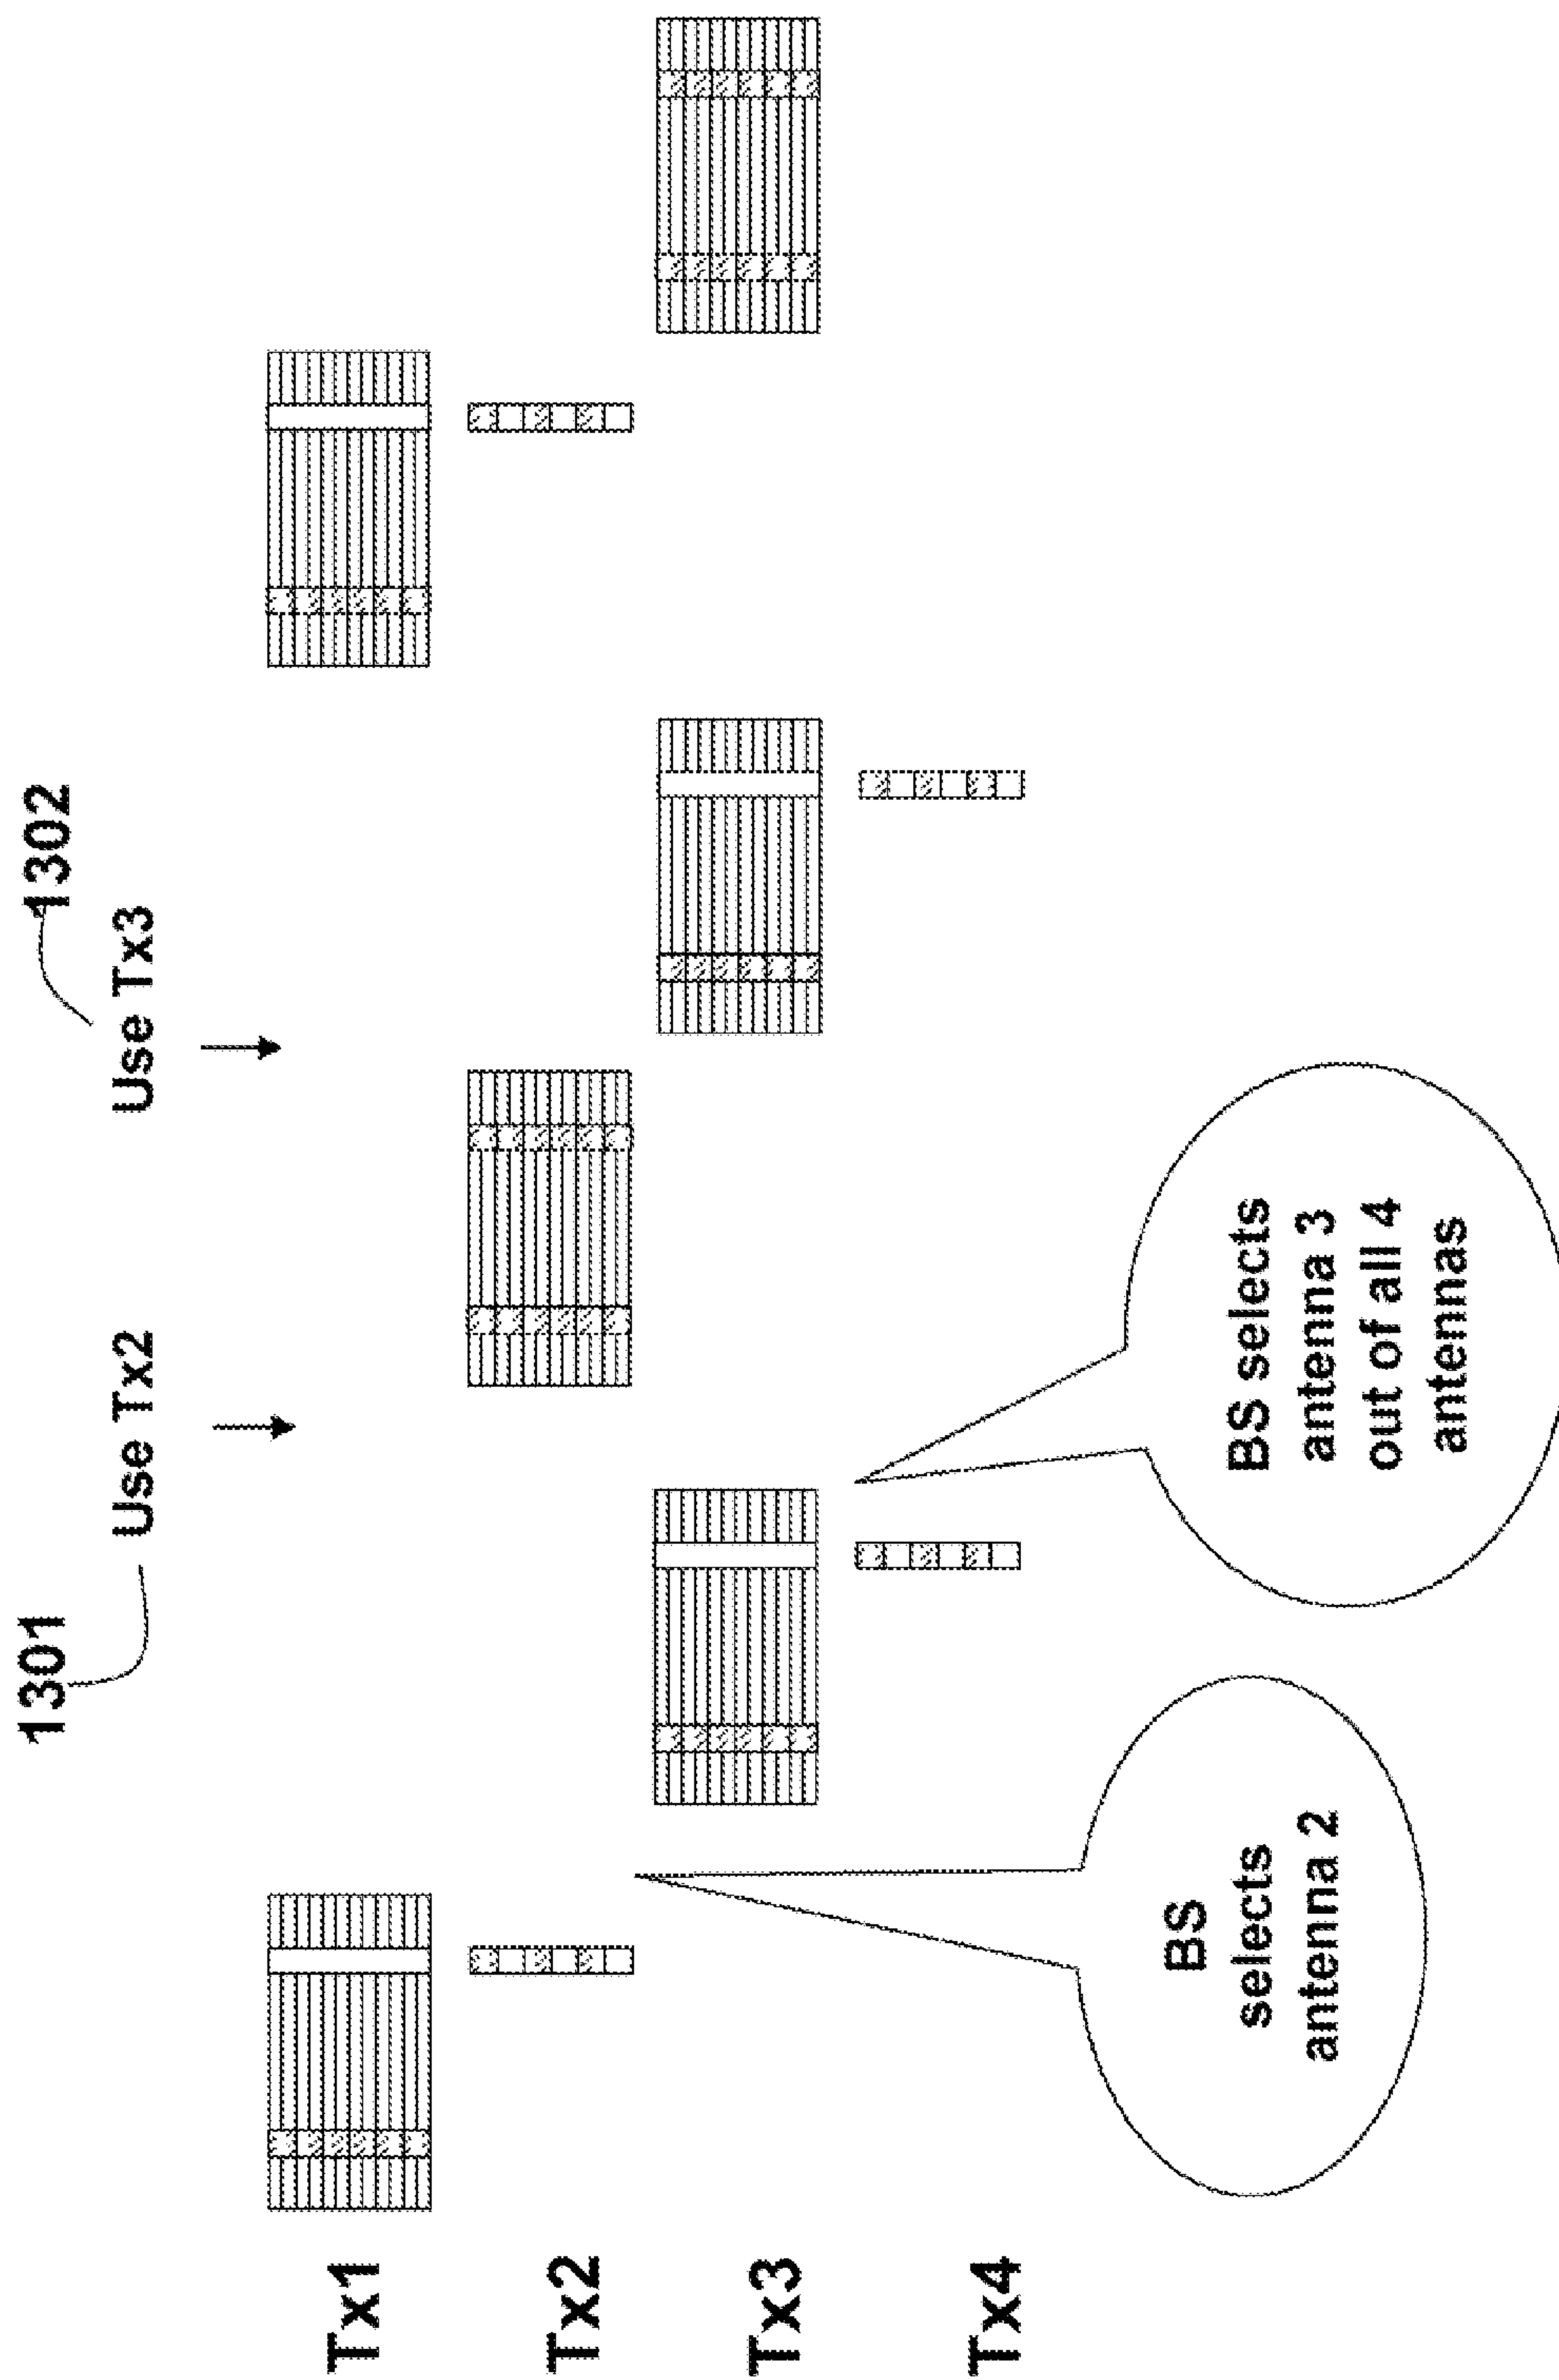 1301
1302
Use Tx2
Use Tx3
Tx1
Tx2
Tx3
Tx4
BS
selects
antenna 2
BS selects
antenna 3
out of all 4
antennas